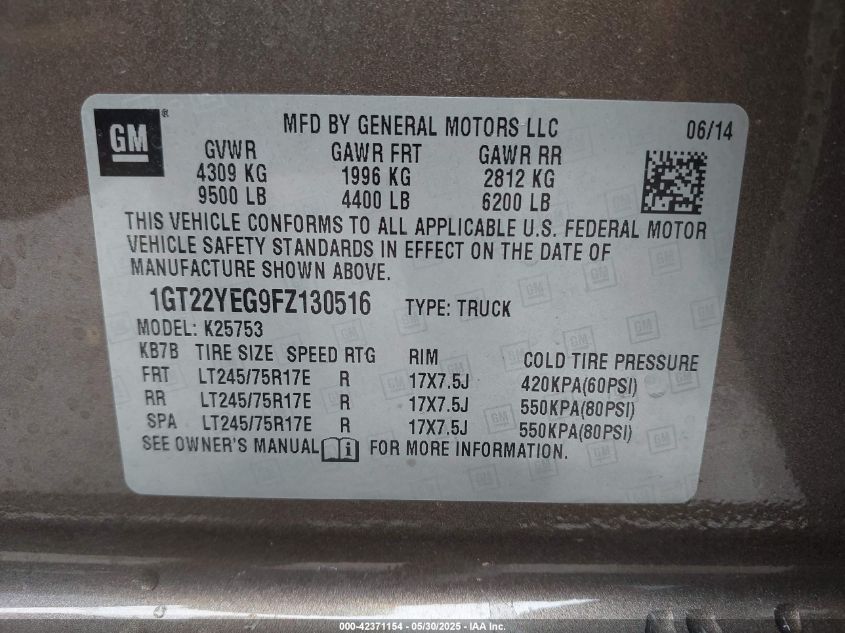 GM ® MFD BY GENERAL MOTORS LLC 06/14
GVWR GAWR FRT GAWR RR
4309 KG 1996 KG 2812 KG
9500 LB 4400 LB 6200 LB
THIS VEHICLE CONFORMS TO ALL APPLICABLE U.S. FEDERAL MOTOR
VEHICLE SAFETY STANDARDS IN EFFECT ON THE DATE OF
MANUFACTURE SHOWN ABOVE.
1GT22YEG9FZ130516 TYPE: TRUCK
MODEL: K25753
KB7B TIRE SIZE SPEED RTG RIM COLD TIRE PRESSURE
FRT LT245/75R17E R 17X7.5J 420KPA(60PSI)
RR LT245/75R17E R 17X7.5J 550KPA(80PSI)
SPA LT245/75R17E R 17X7.5J 550KPA(80PSI)
SEE OWNER'S MANUAL i FOR MORE INFORMATION.
000-42371154 - 05/30/2025 - IAA Inc.